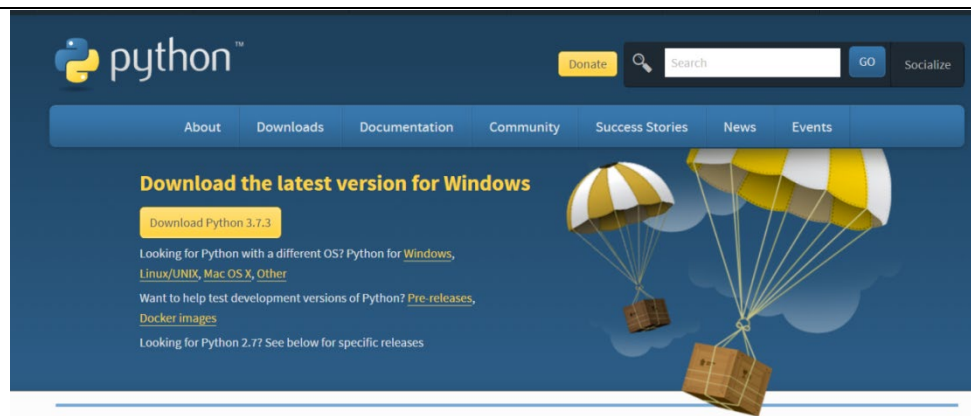 python™
Donate
Search
GO
Socialize
About Downloads Documentation Community Success Stories News Events
Download the latest version for Windows
Download Python 3.7.3
Looking for Python with a different OS? Python for Windows,
Linux/UNIX, Mac OS X, Other
Want to help test development versions of Python? Pre-releases,
Docker images
Looking for Python 2.7? See below for specific releases